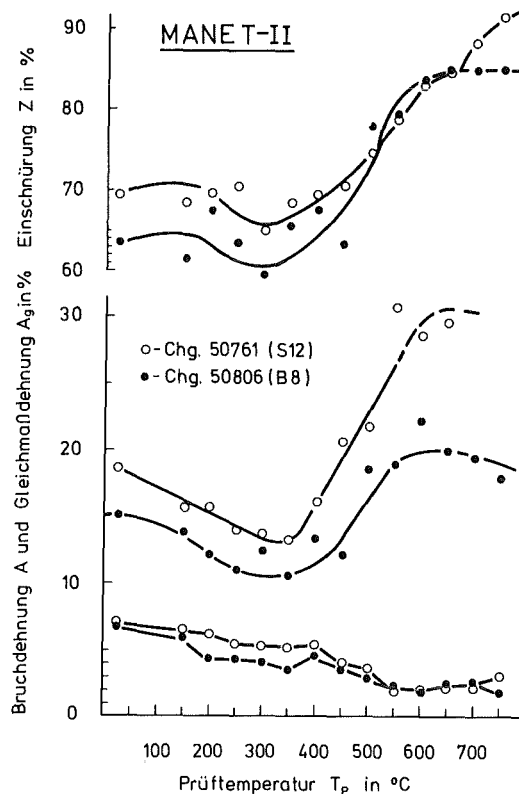 MANET-II
Einschnürung Z in %
90
80
70
60
Bruchdehnung A und Gleichmaßdehnung Ag in %
30
20
10
0
○ - Chg. 50761 (S12)
● - Chg. 50806 (B8)
100 200 300 400 500 600 700
Prüftemperatur Tₚ in °C